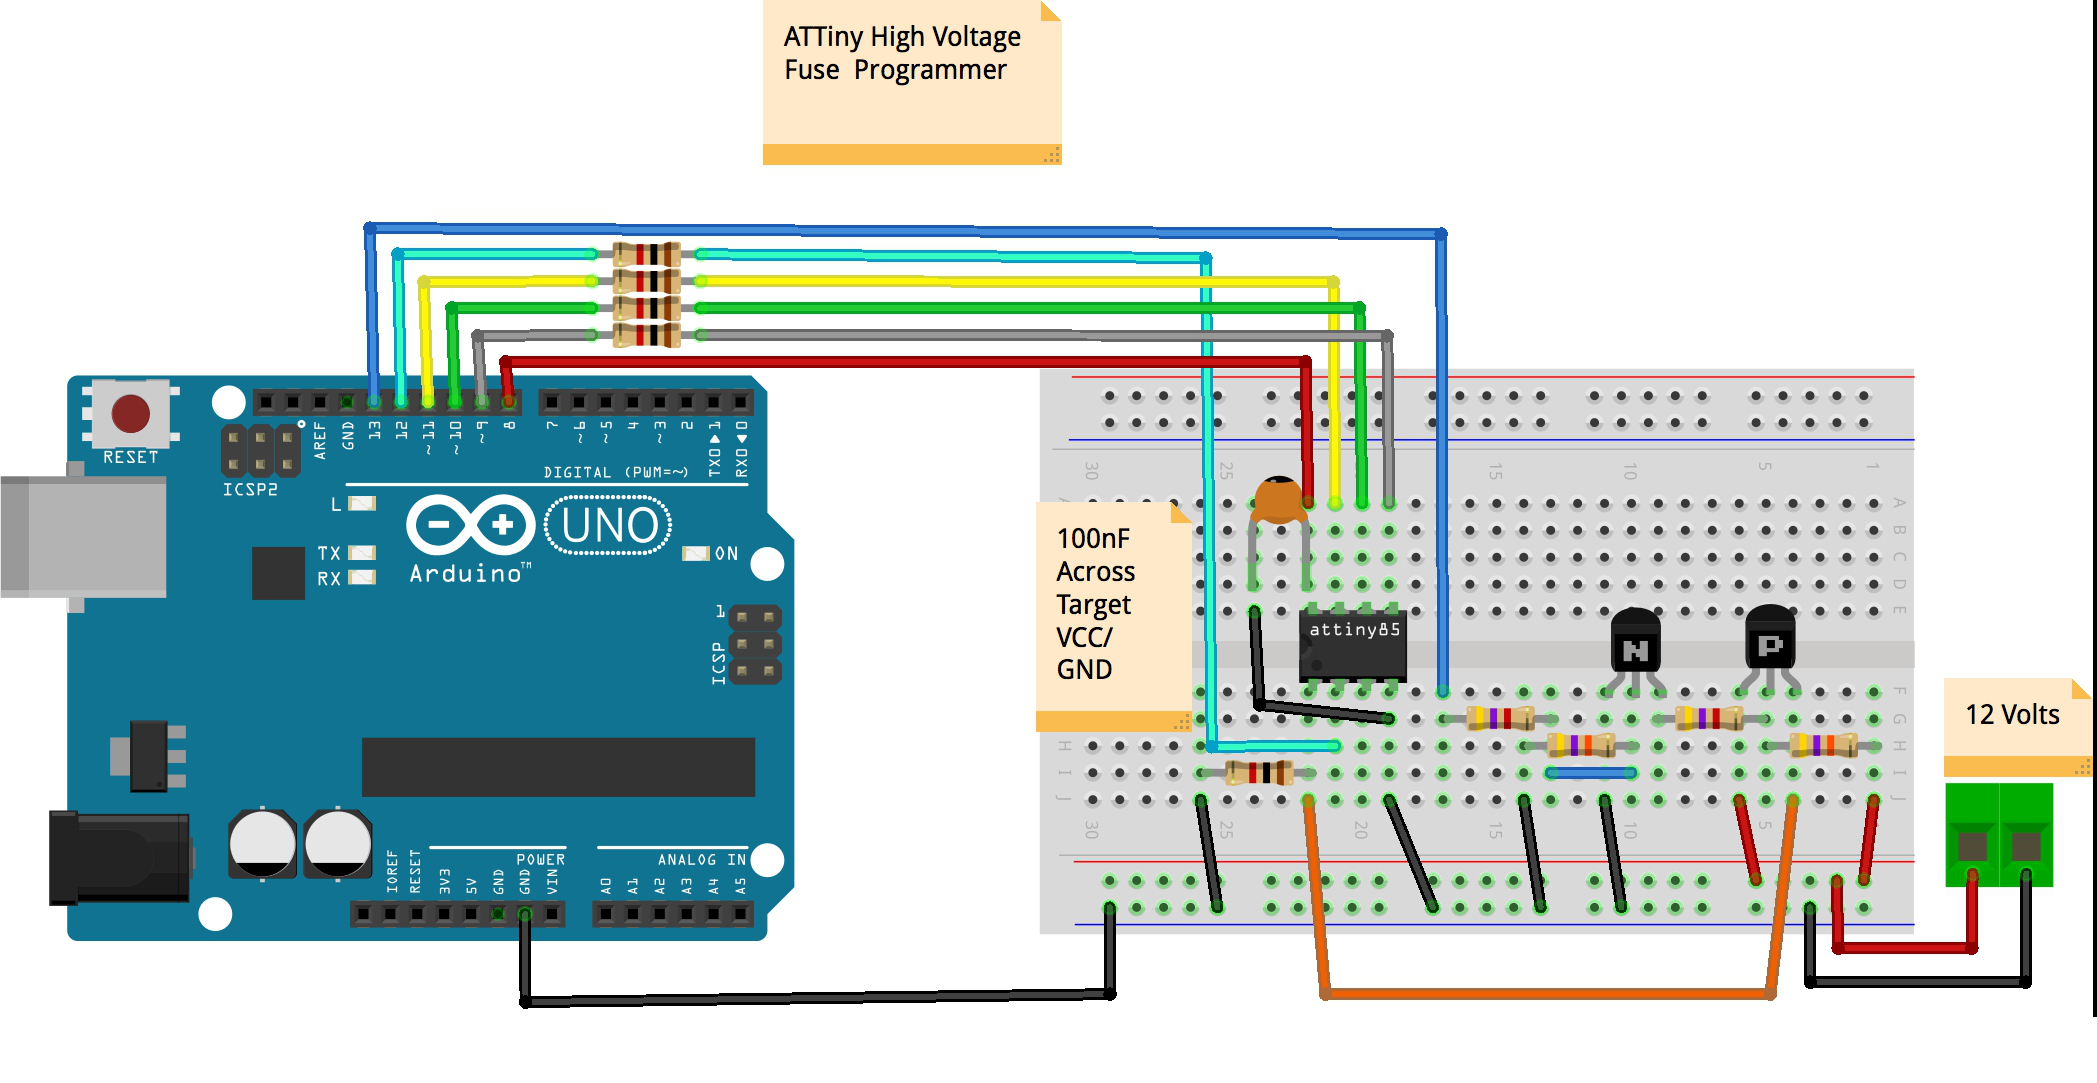 ATTiny High Voltage
Fuse  Programmer
RESET
ICSP2
AREF
GND
13
12
~11
~10
~9
8
7
~6
~5
4
~3
2
TX0▶1
RX0◀0
DIGITAL (PWM=~)
L
TX
RX
UNO
Arduino™
ON
1
ICSP
IOREF
RESET
3V3
5V
GND
GND
VIN
POWER
ANALOG IN
A0
A1
A2
A3
A4
A5
30
25
15
10
5
1
A
B
C
D
E
100nF
Across
Target
VCC/
GND
attiny85
N
P
F
G
H
I
J
H
I
J
30
25
20
15
10
5
12 Volts